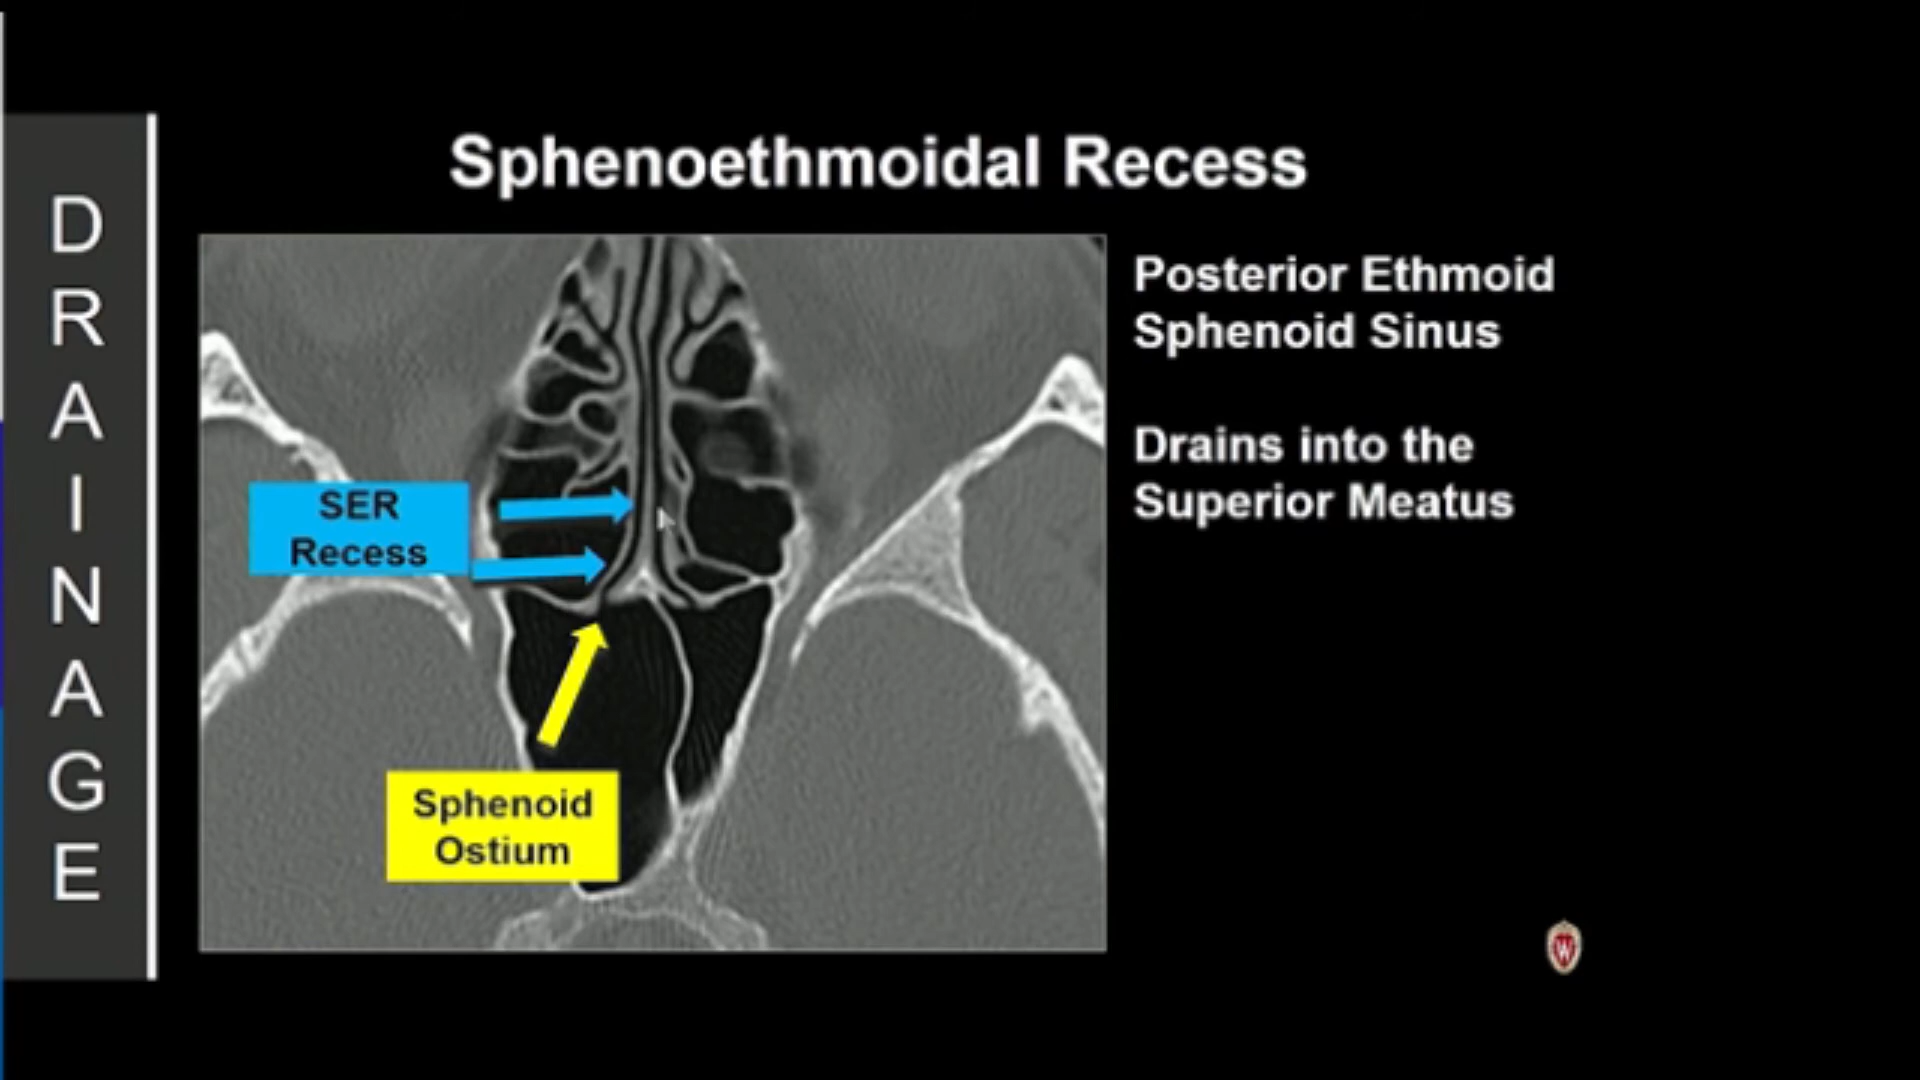 DRAINAGE
Sphenoethmoidal Recess
Posterior Ethmoid
Sphenoid Sinus
Drains into the
Superior Meatus
SER
Recess
Sphenoid
Ostium
W